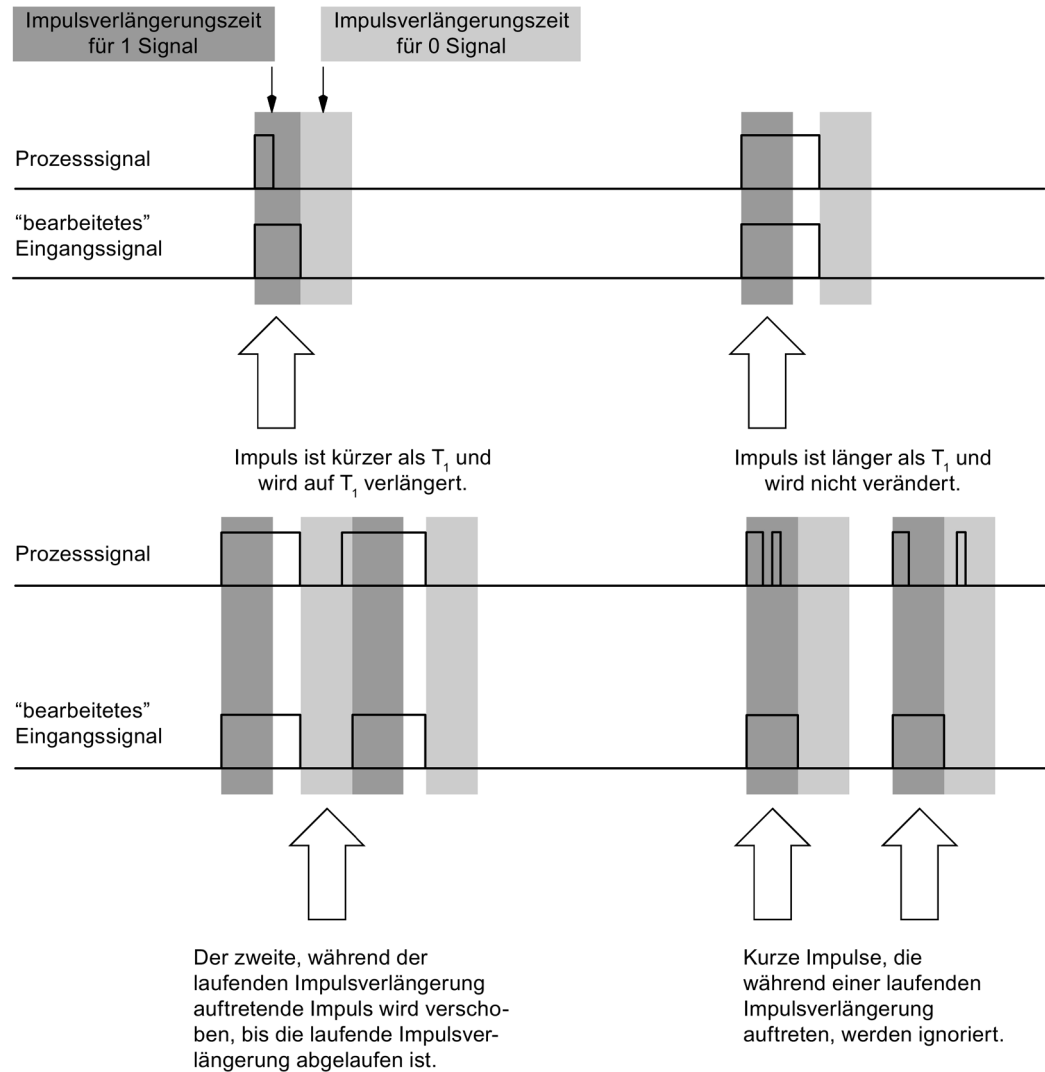 Impulsverlängerungszeit
für 1 Signal
Impulsverlängerungszeit
für 0 Signal
Prozesssignal
“bearbeitetes”
Eingangssignal
Impuls ist kürzer als T1 und
wird auf T1 verlängert.
Impuls ist länger als T1 und
wird nicht verändert.
Prozesssignal
“bearbeitetes”
Eingangssignal
Der zweite, während der
laufenden Impulsverlängerung
auftretende Impuls wird verscho-
ben, bis die laufende Impulsver-
längerung abgelaufen ist.
Kurze Impulse, die
während einer laufenden
Impulsverlängerung
auftreten, werden ignoriert.